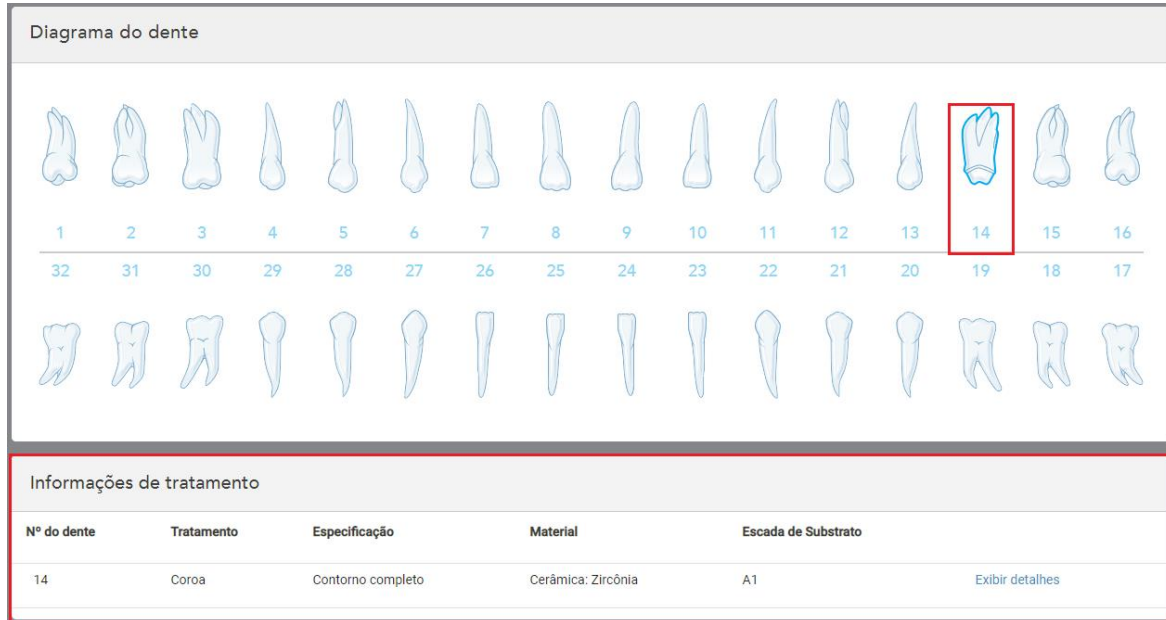 Diagrama do dente
1 2 3 4 5 6 7 8 9 10 11 12 13 14 15 16
32 31 30 29 28 27 26 25 24 23 22 21 20 19 18 17
Informações de tratamento
Nº do dente Tratamento Especificação Material Escada de Substrato
14 Coroa Contorno completo Cerâmica: Zircônia A1 Exibir detalhes